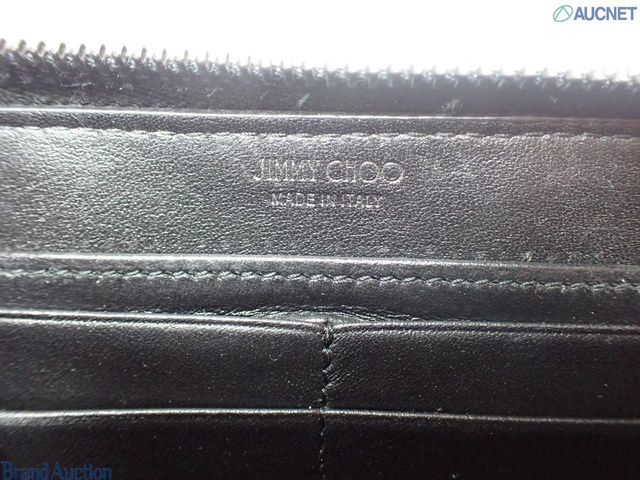 AUCNET
JIMMY CHOO
MADE IN ITALY
Brand Auction